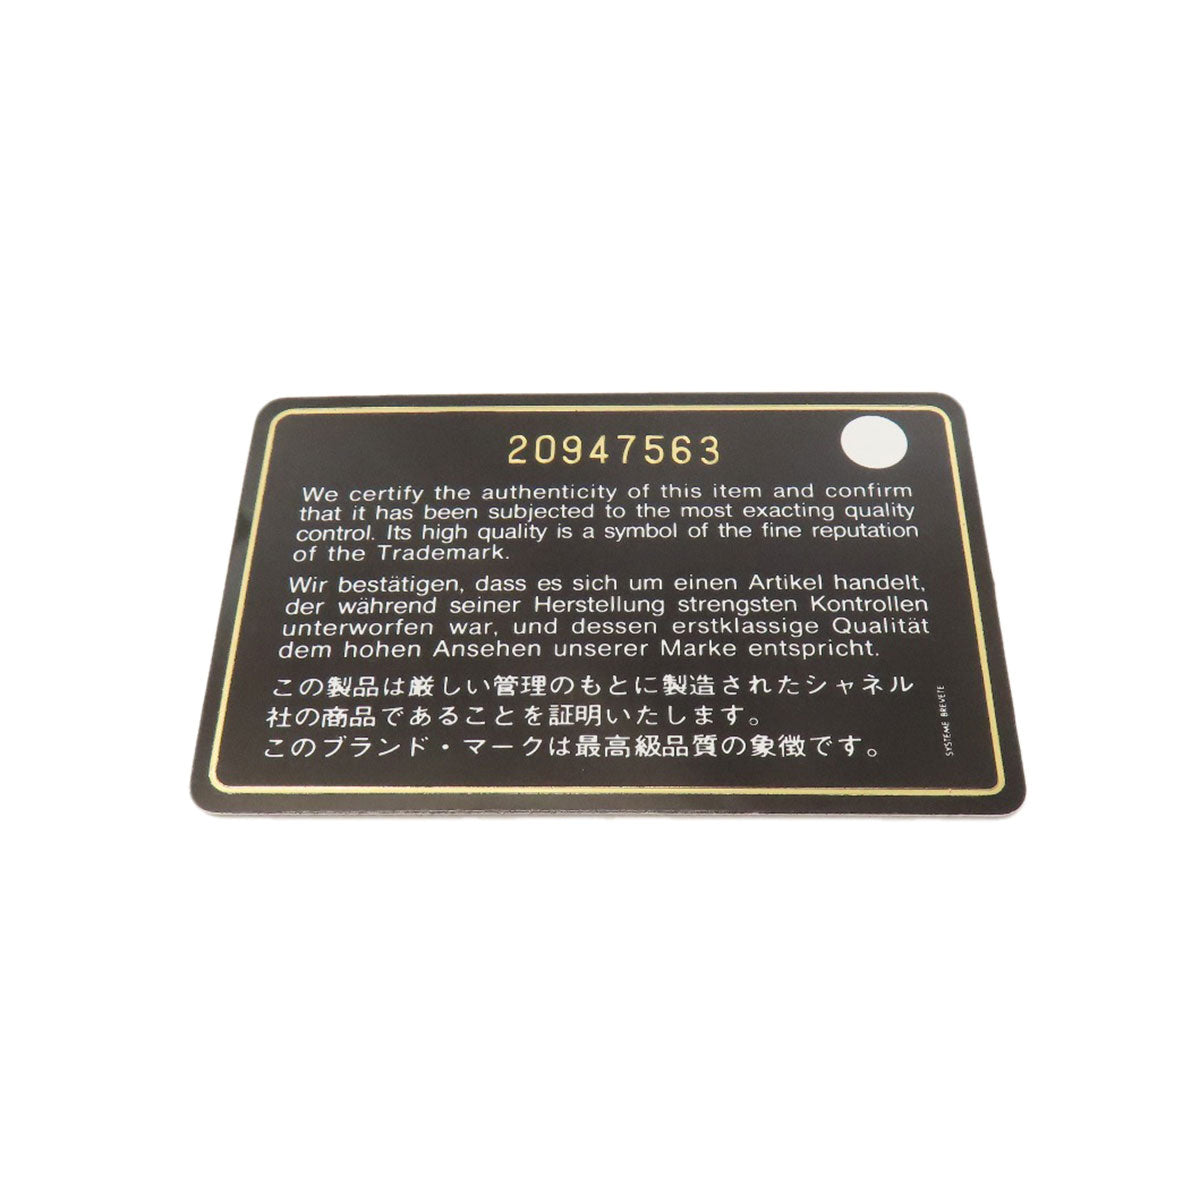 20947563
We certify the authenticity of this item and confirm
that it has been subjected to the most exacting quality
control. Its high quality is a symbol of the fine reputation
of the Trademark.
Wir bestätigen, dass es sich um einen Artikel handelt,
der während seiner Herstellung strengsten Kontrollen
unterworfen war, und dessen erstklassige Qualität
dem hohen Ansehen unserer Marke entspricht.
この製品は厳しい管理のもとに製造されたシャネル
社の商品であることを証明いたします。
このブランド・マークは最高級品質の象徴です。
SYSTEME BREVETE